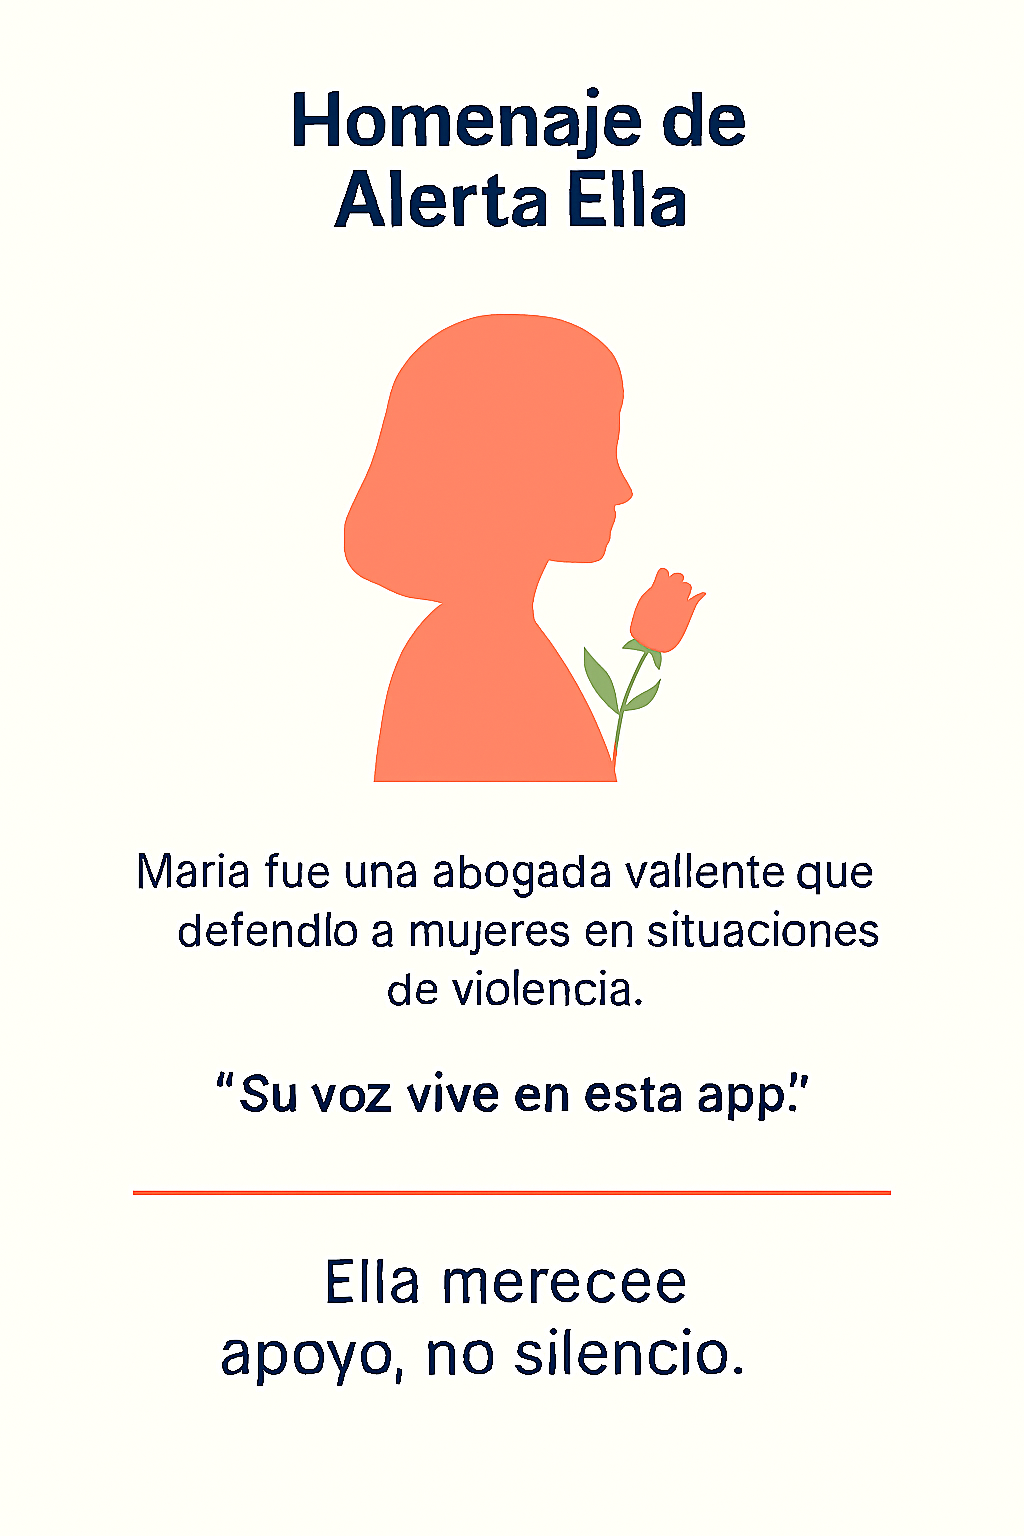 Homenaje de
Alerta Ella
Maria fue una abogada vallente que
defendlo a mujeres en situaciones
de violencia.
“Su voz vive en esta app.”
Ella merecee
apoyo, no silencio.